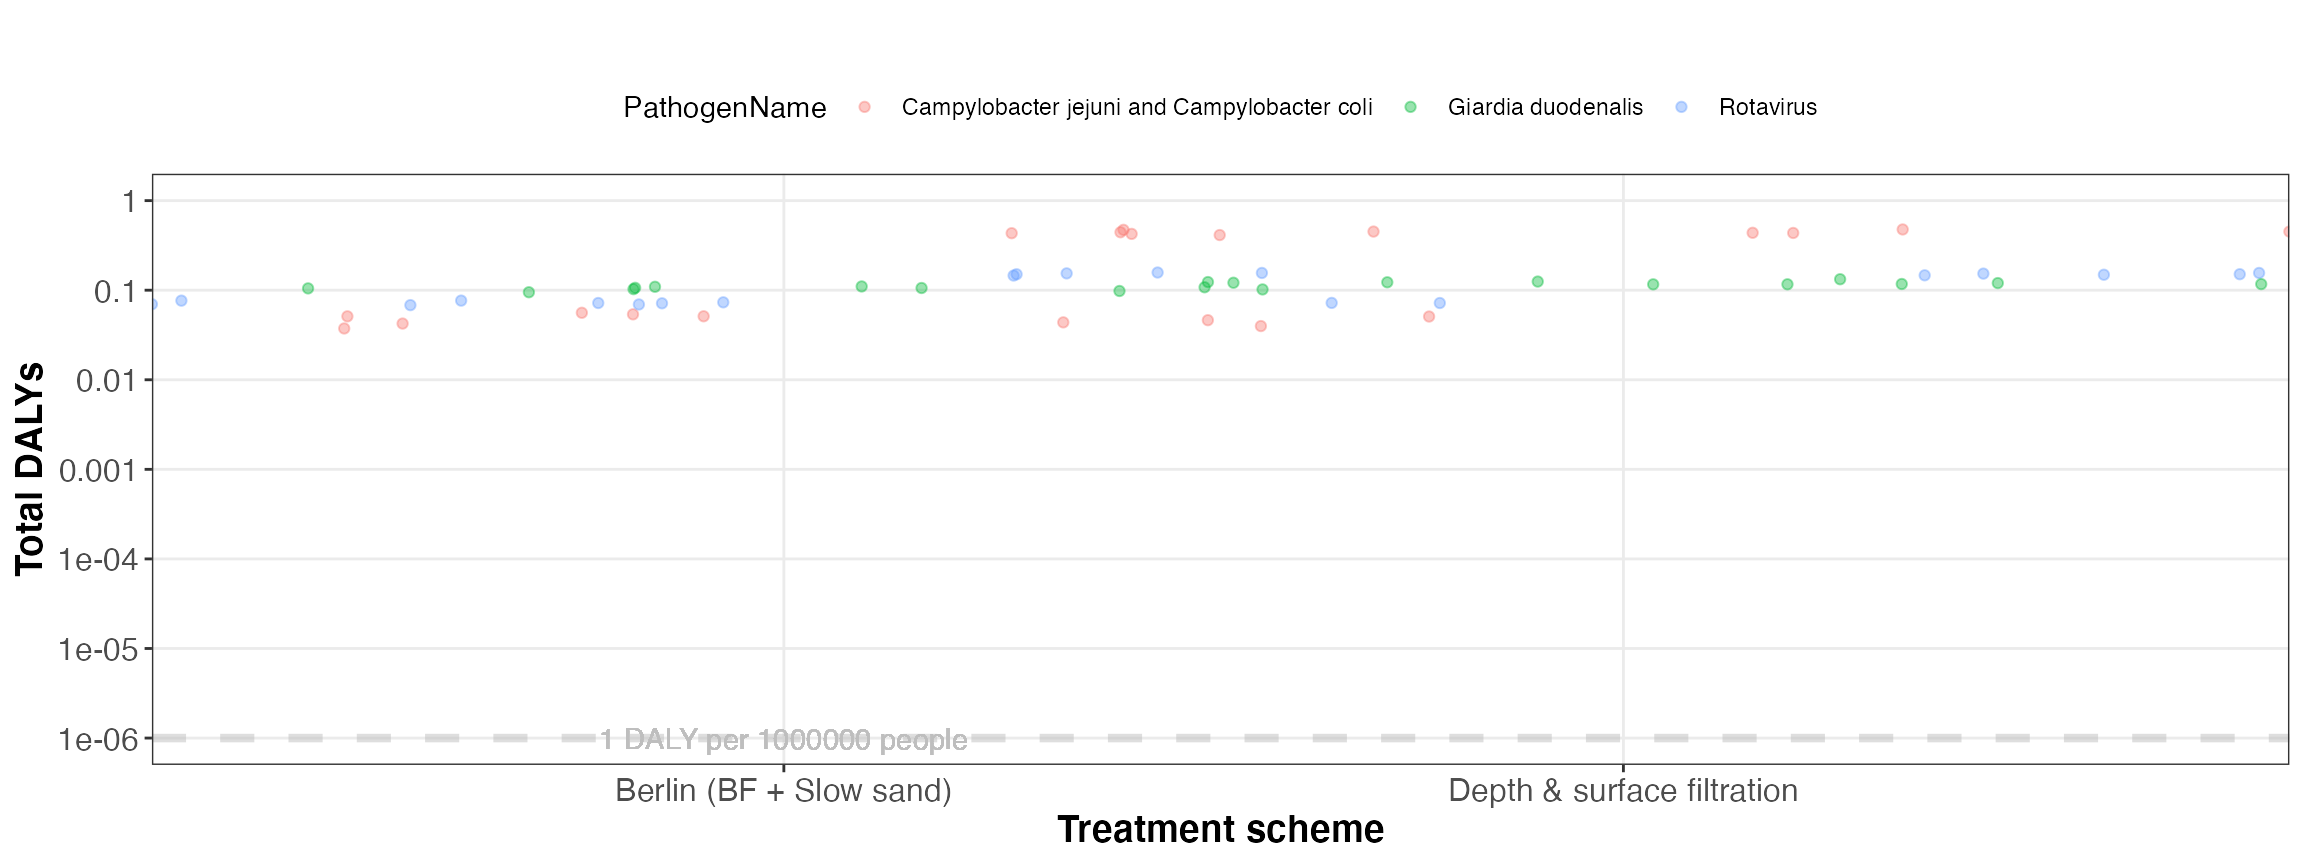 PathogenName Campylobacter jejuni and Campylobacter coli Giardia duodenalis Rotavirus
1
0.1
0.01
0.001
1e-04
1e-05
1e-06
Total DALYs
1 DALY per 1000000 people
Berlin (BF + Slow sand) Depth & surface filtration
Treatment scheme